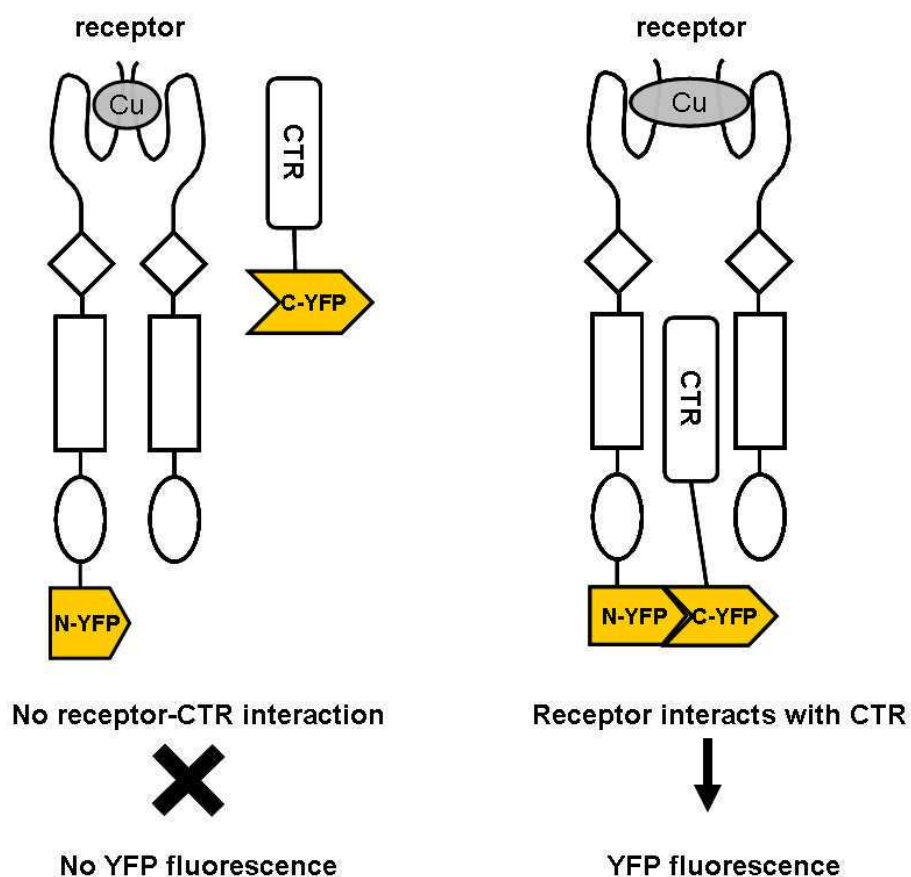 receptor
Cu
CTR
C-YFP
N-YFP
No receptor-CTR interaction
No YFP fluorescence
receptor
Cu
CTR
N-YFP
C-YFP
Receptor interacts with CTR
YFP fluorescence